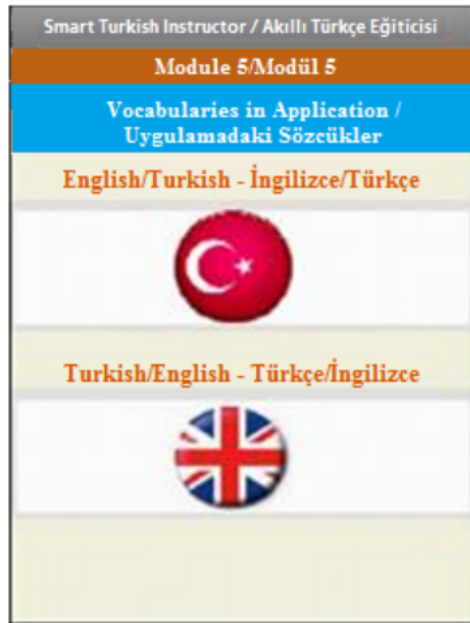 Smart Turkish Instructor / Akıllı Türkçe Eğiticisi
Module 5/Modül 5
Vocabularies in Application /
Uygulamadaki Sözcükler
English/Turkish - İngilizce/Türkçe
Turkish/English - Türkçe/İngilizce